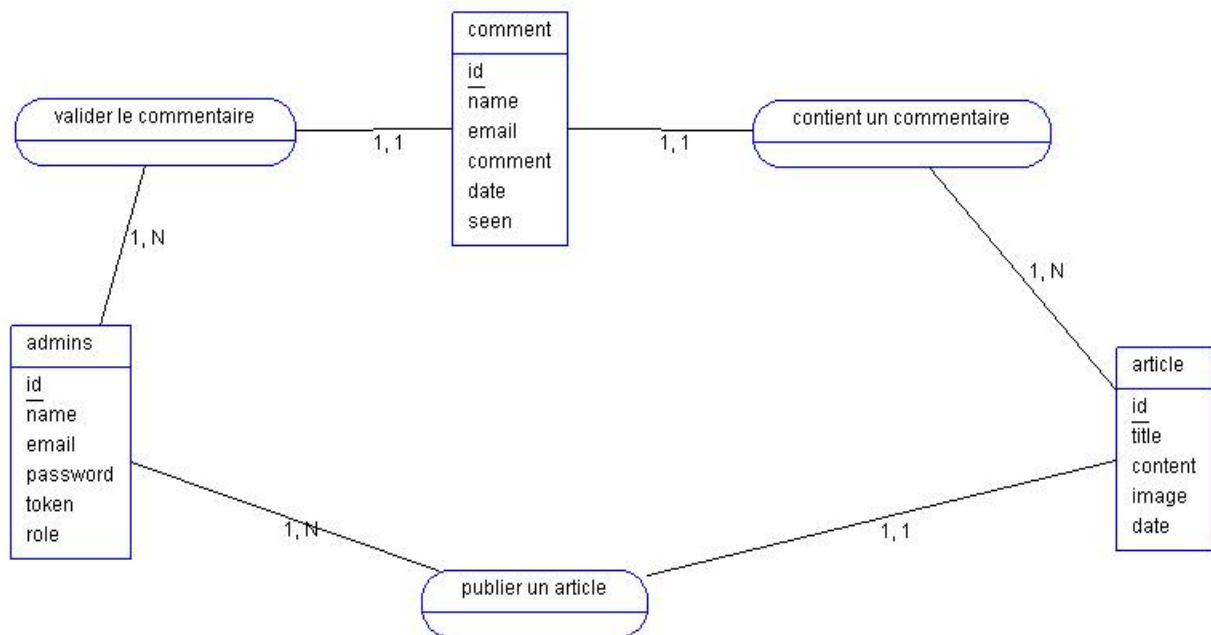 comment
id
name
email
comment
date
seen
valider le commentaire
1, 1
1, 1
contient un commentaire
1, N
1, N
admins
id
name
email
password
token
role
article
id
title
content
image
date
1, N
1, 1
publier un article